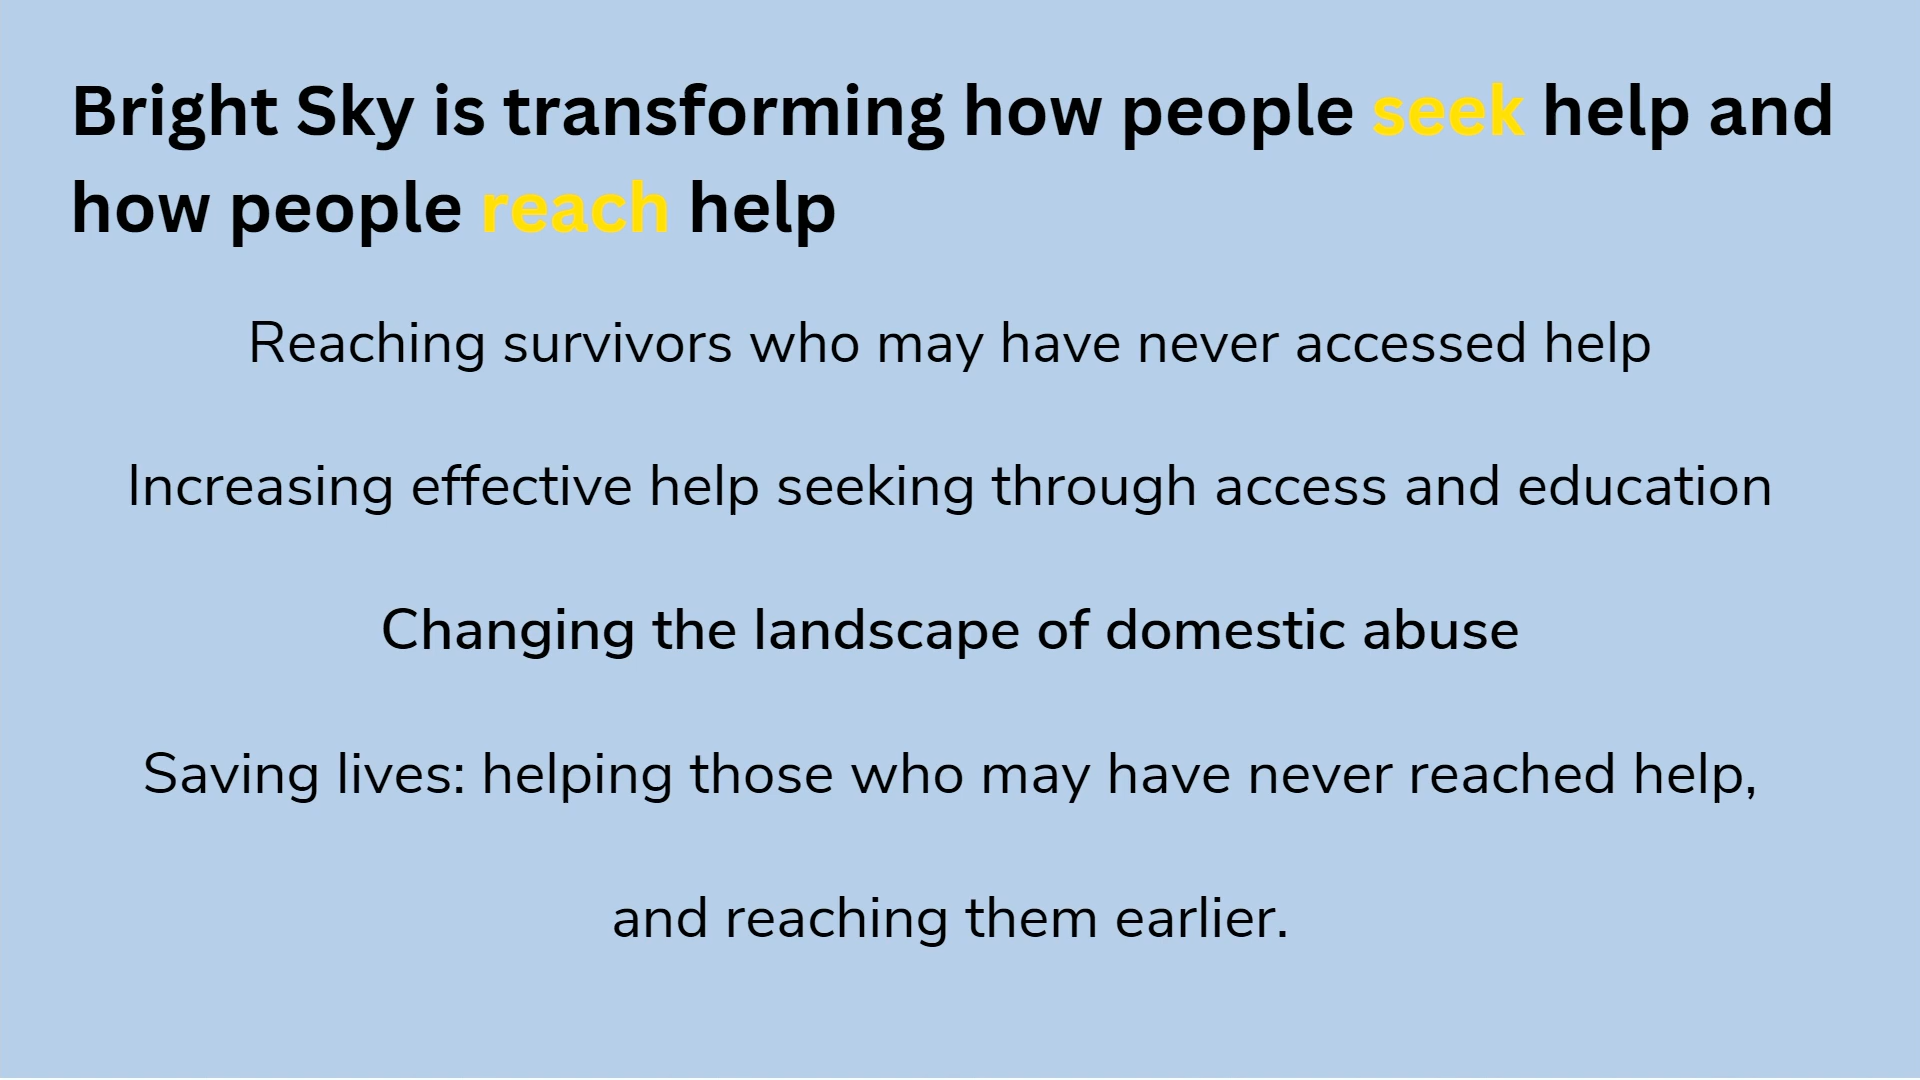 Bright Sky is transforming how people seek help and
how people reach help
Reaching survivors who may have never accessed help
Increasing effective help seeking through access and education
Changing the landscape of domestic abuse
Saving lives: helping those who may have never reached help,
and reaching them earlier.